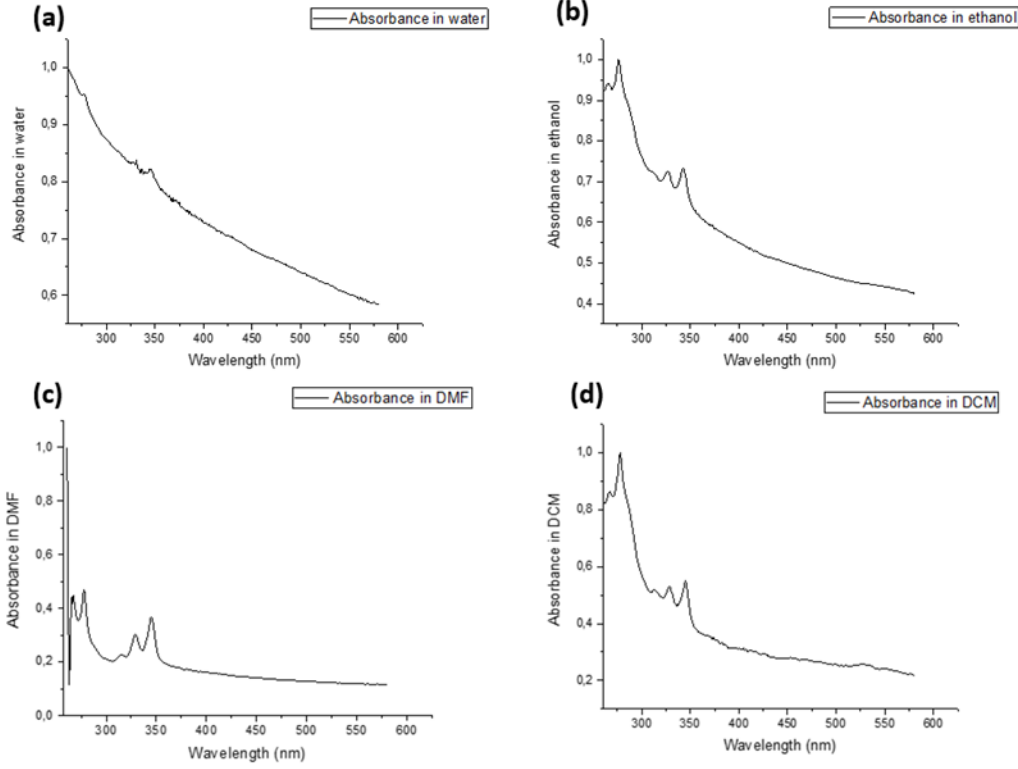 (a)
Absorbance in water
1,0
0,9
0,8
0,7
0,6
Absorbance in water
300 350 400 450 500 550 600
Wavelength (nm)
(b)
Absorbance in ethanol
1,0
0,9
0,8
0,7
0,6
0,5
0,4
Absorbance in ethanol
300 350 400 450 500 550 600
Wavelength (nm)
(c)
Absorbance in DMF
1,0
0,8
0,6
0,4
0,2
0,0
Absorbance in DMF
300 350 400 450 500 550 600
Wavelength (nm)
(d)
Absorbance in DCM
1,0
0,8
0,6
0,4
0,2
Absorbance in DCM
300 350 400 450 500 550 600
Wavelength (nm)